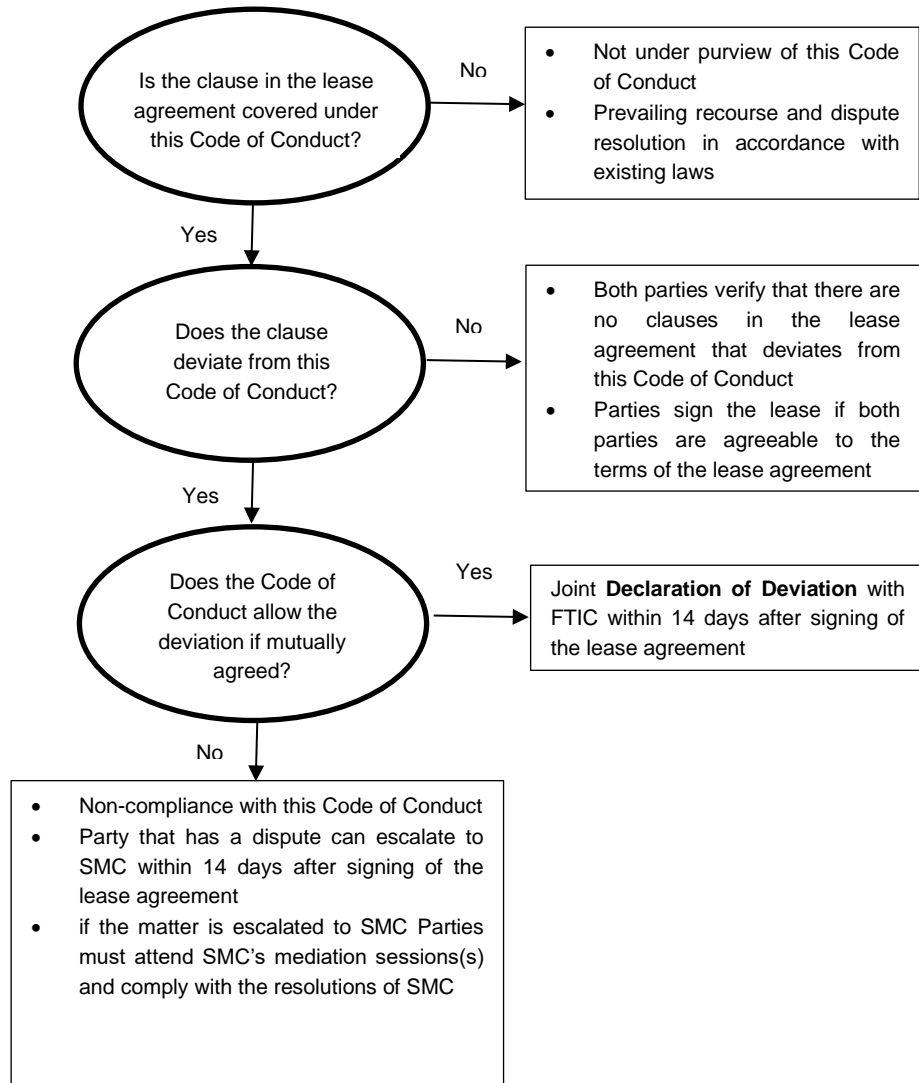 Is the clause in the lease
agreement covered under
this Code of Conduct?
No
• Not under purview of this Code
of Conduct
• Prevailing recourse and dispute
resolution in accordance with
existing laws
Yes
Does the clause
deviate from this
Code of Conduct?
No
• Both parties verify that there are
no clauses in the lease
agreement that deviates from
this Code of Conduct
• Parties sign the lease if both
parties are agreeable to the
terms of the lease agreement
Yes
Does the Code of
Conduct allow the
deviation if mutually
agreed?
Yes
Joint Declaration of Deviation with
FTIC within 14 days after signing of
the lease agreement
No
• Non-compliance with this Code of Conduct
• Party that has a dispute can escalate to
SMC within 14 days after signing of the
lease agreement
• if the matter is escalated to SMC Parties
must attend SMC's mediation sessions(s)
and comply with the resolutions of SMC